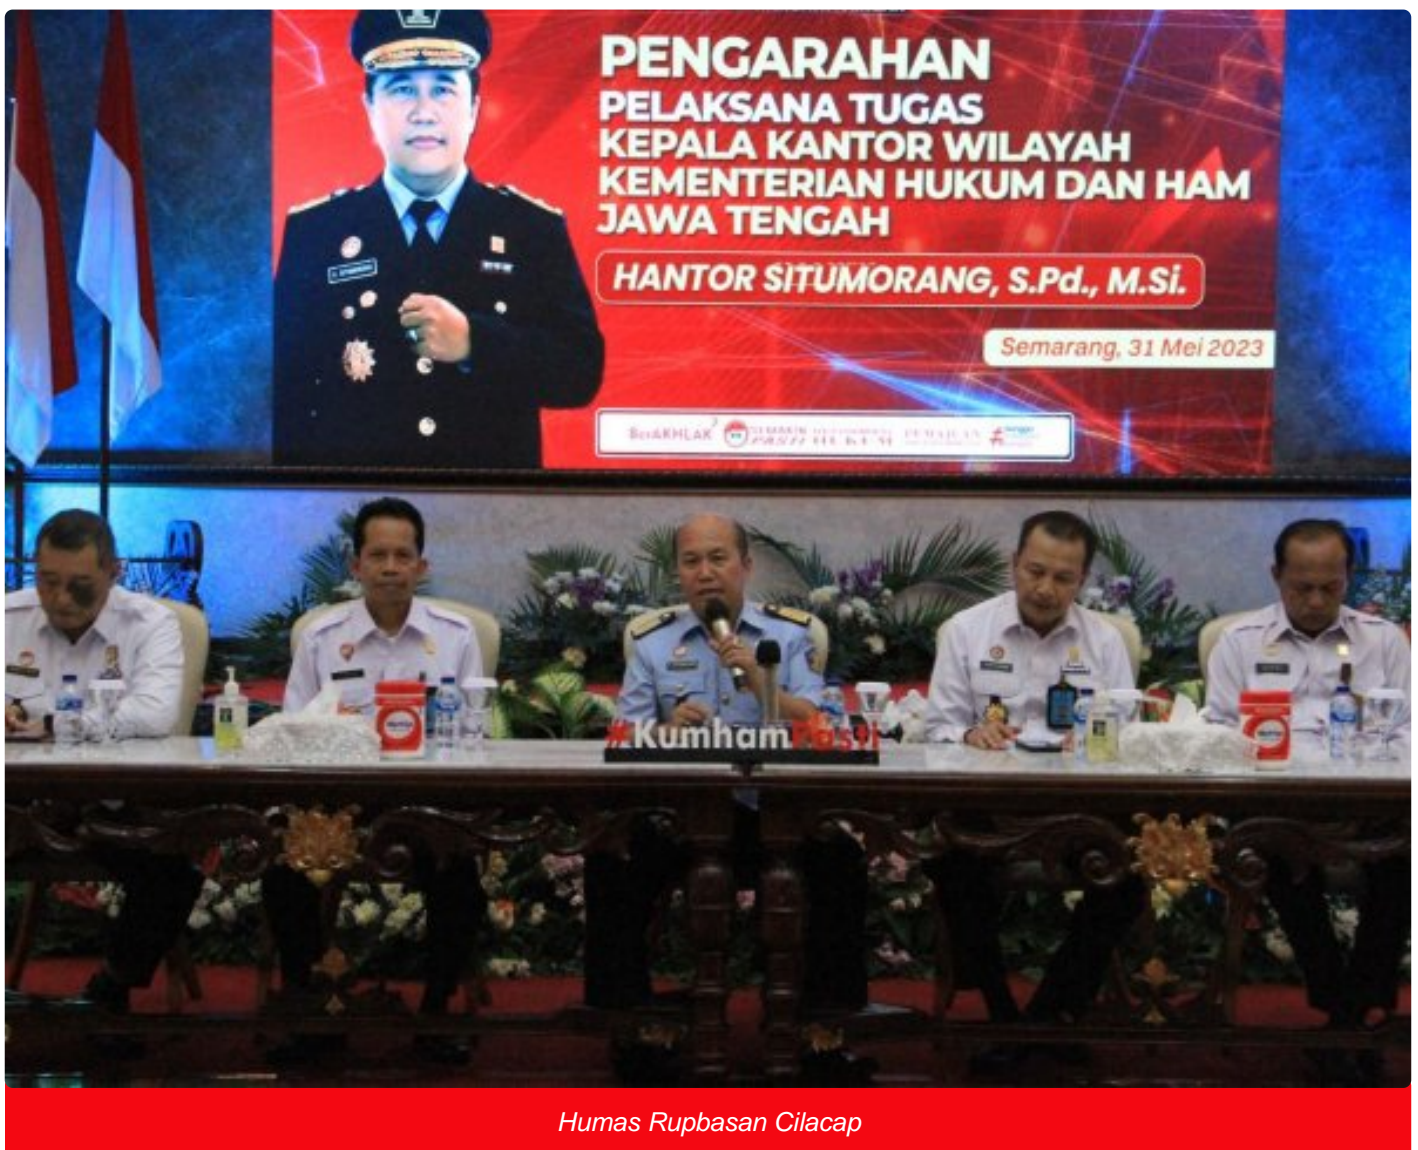 PENGARAHAN
PELAKSANA TUGAS
KEPALA KANTOR WILAYAH
KEMENTERIAN HUKUM DAN HAM
JAWA TENGAH
HANTOR SITUMORANG, S.Pd., M.Si.
Semarang, 31 Mei 2023
BerAKHLAK
#KumhamPasti
Humas Rupbasan Cilacap